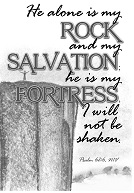 He alone is my
ROCK
and my
SALVATION;
he is my
FORTRESS,
I will
not be
shaken.
Psalm 62:6, NIV